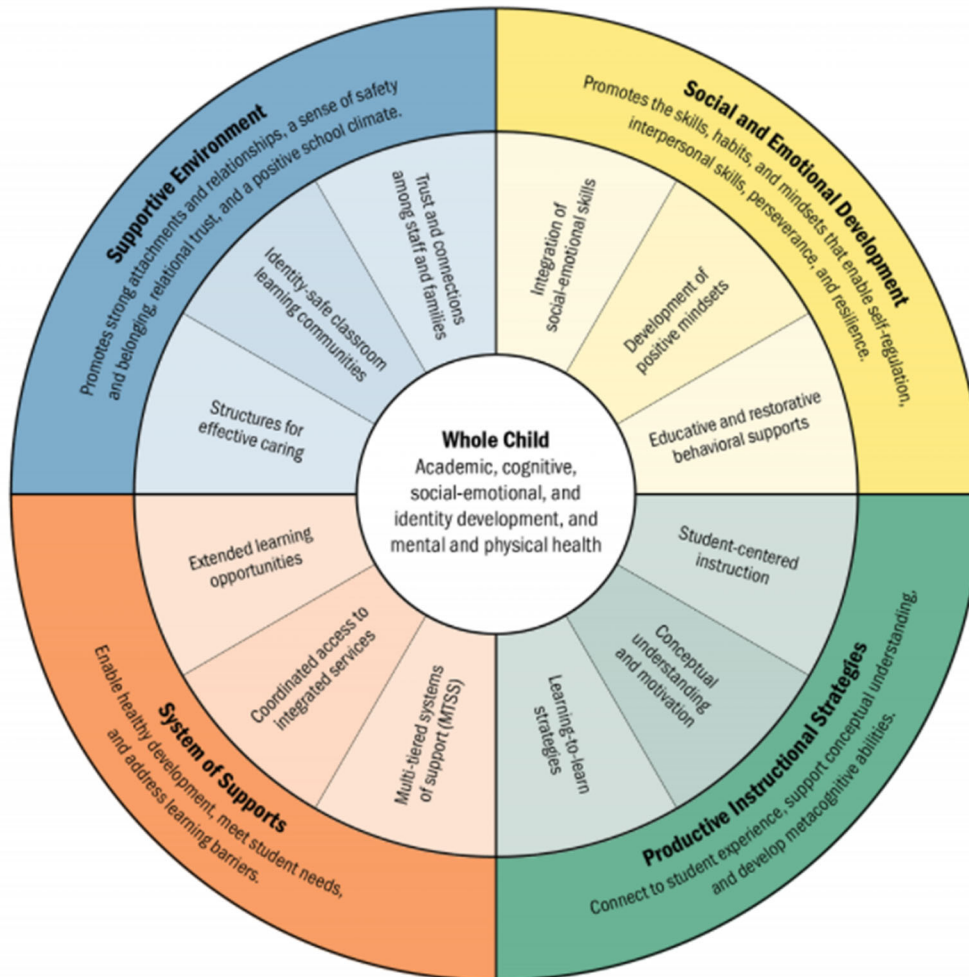 Supportive Environment
Promotes strong attachments and relationships, a sense of safety
and belonging, relational trust, and a positive school climate.
Trust and connections
among staff and families
Identity-safe classroom
learning communities
Structures for
effective caring
Social and Emotional Development
Promotes the skills, habits, and mindsets that enable self-regulation,
interpersonal skills, perseverance, and resilience.
Integration of
social-emotional skills
Development of
positive mindsets
Educative and restorative
behavioral supports
Whole Child
Academic, cognitive,
social-emotional, and
identity development, and
mental and physical health
Extended learning
opportunities
Coordinated access to
integrated services
Multi-tiered systems
of support (MTSS)
System of Supports
Enable healthy development, meet student needs,
and address learning barriers.
Student-centered
instruction
Conceptual
understanding
and motivation
Learning-to-learn
strategies
Productive Instructional Strategies
Connect to student experience, support conceptual understanding,
and develop metacognitive abilities.